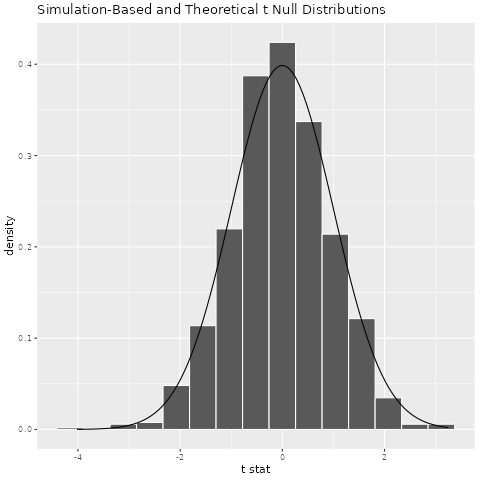 Simulation-Based and Theoretical t Null Distributions
density
0.4
0.3
0.2
0.1
0.0
-4 -2 0 2
t stat